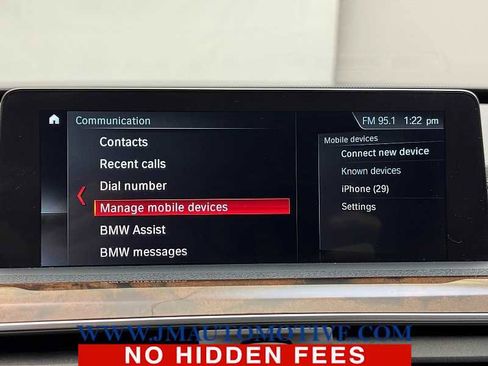 Communication
FM 95.1 1:22 pm
Contacts
Recent calls
Dial number
Manage mobile devices
BMW Assist
BMW messages
Mobile devices
Connect new device
Known devices
iPhone (29)
Settings
WWW.JMAUTOMOTIVE.COM
NO HIDDEN FEES